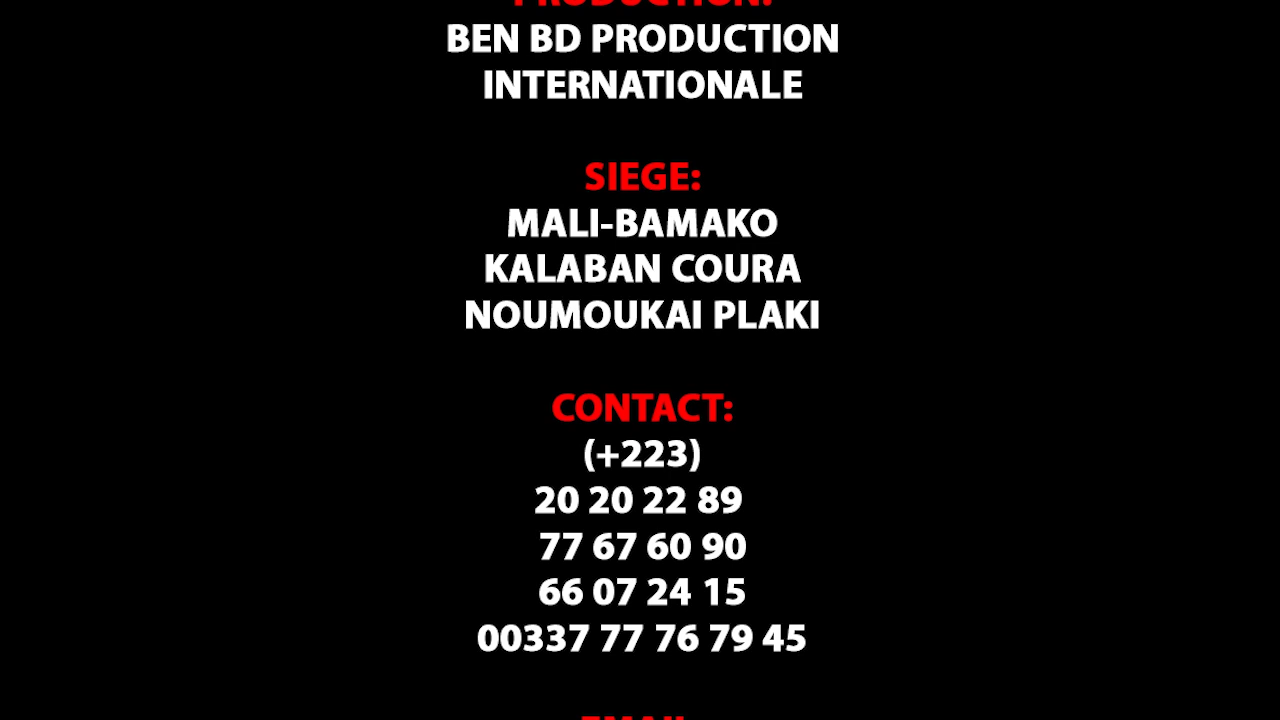 PRODUCTION:
BEN BD PRODUCTION
INTERNATIONALE
SIEGE:
MALI-BAMAKO
KALABAN COURA
NOUMOUKAI PLAKI
CONTACT:
(+223)
20 20 22 89
77 67 60 90
66 07 24 15
00337 77 76 79 45